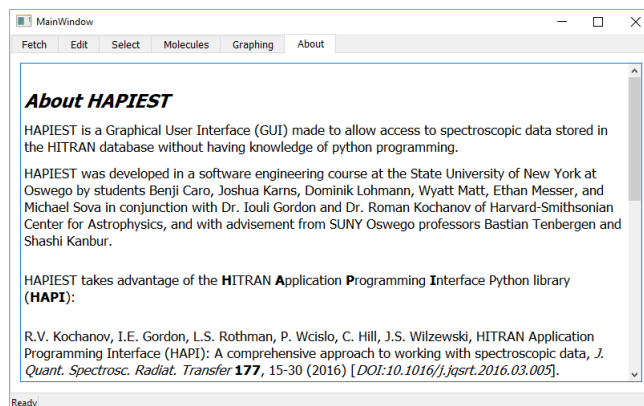 MainWindow
Fetch Edit Select Molecules Graphing About
About HAPIEST
HAPIEST is a Graphical User Interface (GUI) made to allow access to spectroscopic data stored in
the HITRAN database without having knowledge of python programming.
HAPIEST was developed in a software engineering course at the State University of New York at
Oswego by students Benji Caro, Joshua Karns, Dominik Lohmann, Wyatt Matt, Ethan Messer, and
Michael Sova in conjunction with Dr. Iouli Gordon and Dr. Roman Kochanov of Harvard-Smithsonian
Center for Astrophysics, and with advisement from SUNY Oswego professors Bastian Tenbergen and
Shashi Kanbur.
HAPIEST takes advantage of the HITRAN Application Programming Interface Python library
(HAPI):
R.V. Kochanov, I.E. Gordon, L.S. Rothman, P. Wcislo, C. Hill, J.S. Wilzewski, HITRAN Application
Programming Interface (HAPI): A comprehensive approach to working with spectroscopic data, J.
Quant. Spectrosc. Radiat. Transfer 177, 15-30 (2016) [DOI:10.1016/j.jqsrt.2016.03.005].
Ready